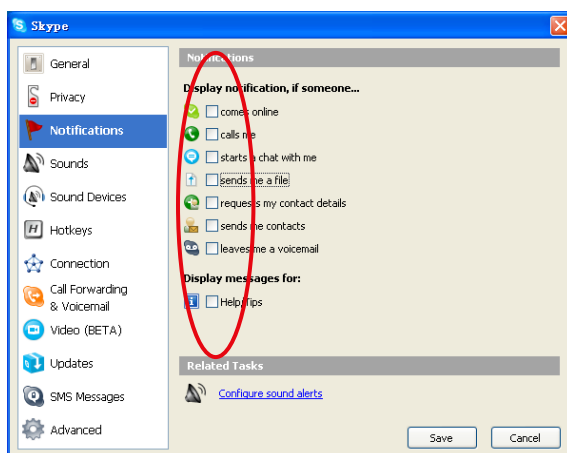 Skype
General
Privacy
Notifications
Sounds
Sound Devices
H Hotkeys
Connection
Call Forwarding
& Voicemail
Video (BETA)
Updates
SMS Messages
Advanced
Notifications
Display notification, if someone...
comes online
calls me
starts a chat with me
sends me a file
requests my contact details
sends me contacts
leaves me a voicemail
Display messages for:
Help/Tips
Related Tasks
Configure sound alerts
Save
Cancel